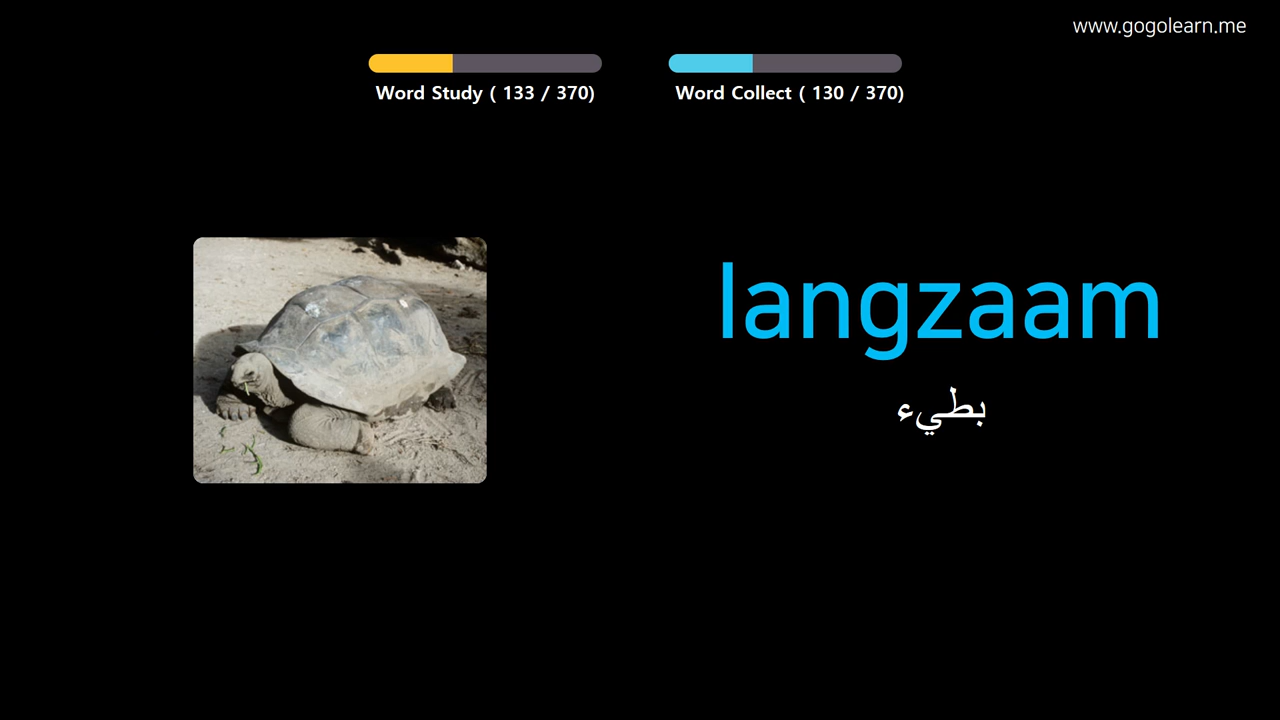 www.gogolearn.me
Word Study ( 133 / 370)
Word Collect ( 130 / 370)
langzaam
بطيء